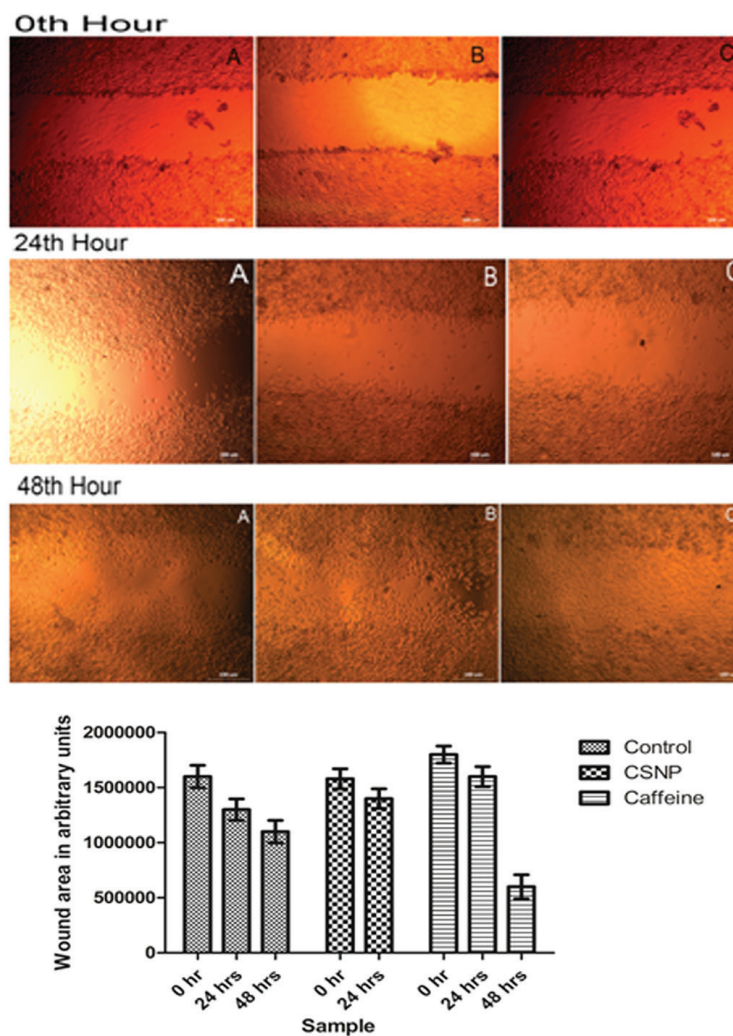 0th Hour
A B C
24th Hour
A B C
48th Hour
A B C
Wound area in arbitrary units
2000000
1500000
1000000
500000
0
0 hr 24 hrs 48 hrs 0 hr 24 hrs 0 hr 24 hrs 48 hrs
Sample
Control
CSNP
Caffeine